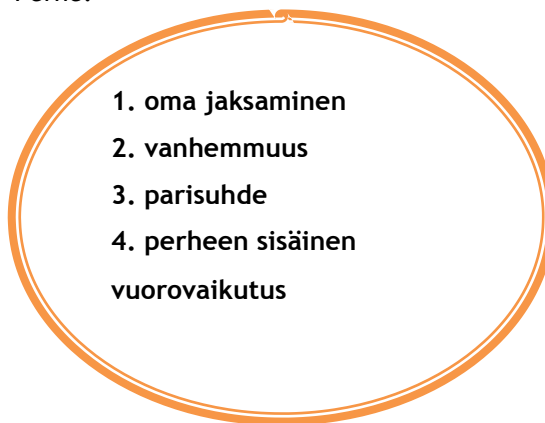 1. oma jaksaminen
2. vanhemmuus
3. parisuhde
4. perheen sisäinen
vuorovaikutus